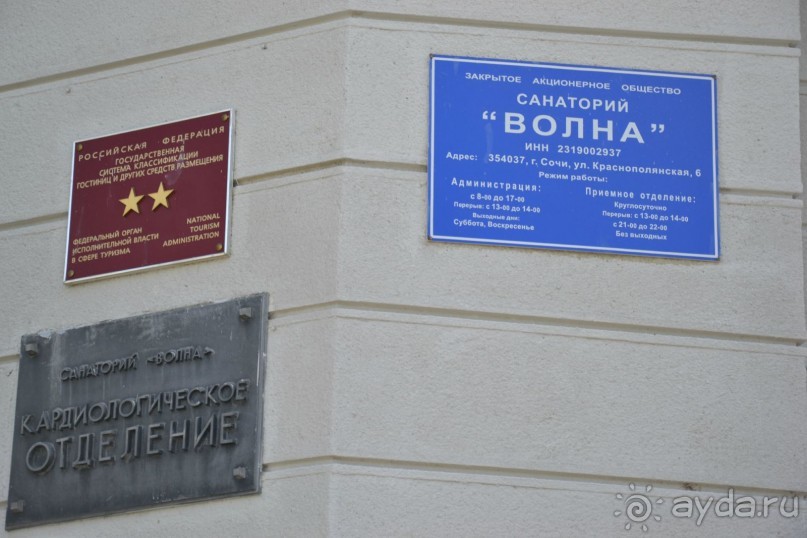 РОССИЙСКАЯ ФЕДЕРАЦИЯ
ГОСУДАРСТВЕННАЯ
СИСТЕМА КЛАССИФИКАЦИИ
ГОСТИНИЦ И ДРУГИХ СРЕДСТВ РАЗМЕЩЕНИЯ
ФЕДЕРАЛЬНЫЙ ОРГАН
ИСПОЛНИТЕЛЬНОЙ ВЛАСТИ
В СФЕРЕ ТУРИЗМА
NATIONAL
TOURISM
ADMINISTRATION
САНАТОРИЙ «ВОЛНА»
КАРДИОЛОГИЧЕСКОЕ
ОТДЕЛЕНИЕ
ЗАКРЫТОЕ АКЦИОНЕРНОЕ ОБЩЕСТВО
САНАТОРИЙ
"ВОЛНА"
ИНН 2319002937
Адрес: 354037, г. Сочи, ул. Краснополянская, 6
Режим работы:
Администрация:
с 8-00 до 17-00
Перерыв: с 13-00 до 14-00
Выходные дни:
Суббота, Воскресенье
Приемное отделение:
Круглосуточно
Перерыв: с 13-00 до 14-00
с 21-00 до 22-00
Без выходных
ayda.ru